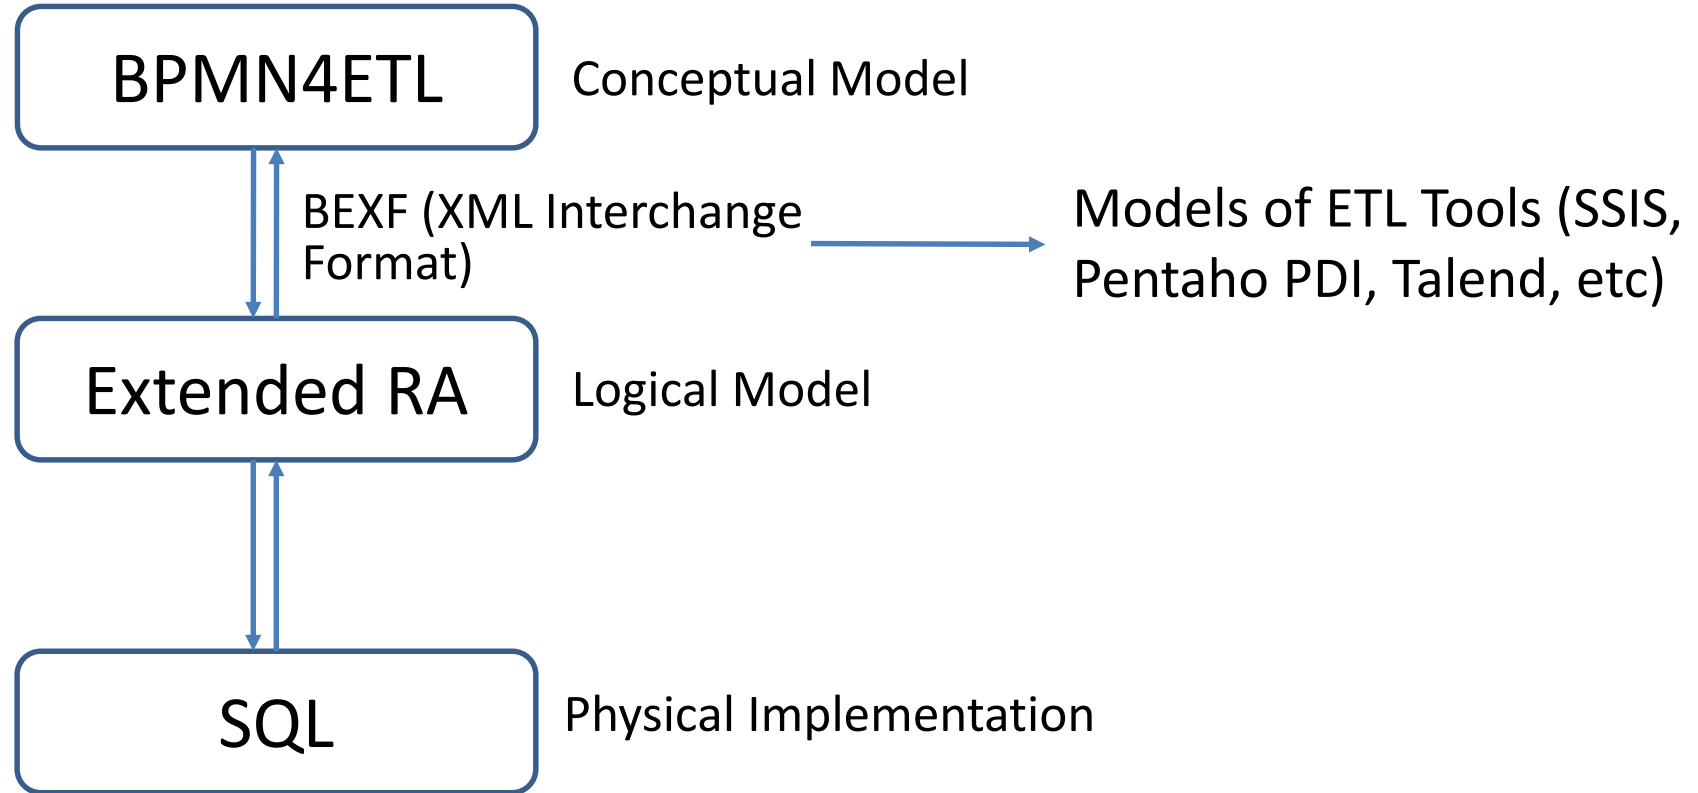 BPMN4ETL
Conceptual Model
BEXF (XML Interchange
Format)
Models of ETL Tools (SSIS,
Pentaho PDI, Talend, etc)
Extended RA
Logical Model
SQL
Physical Implementation